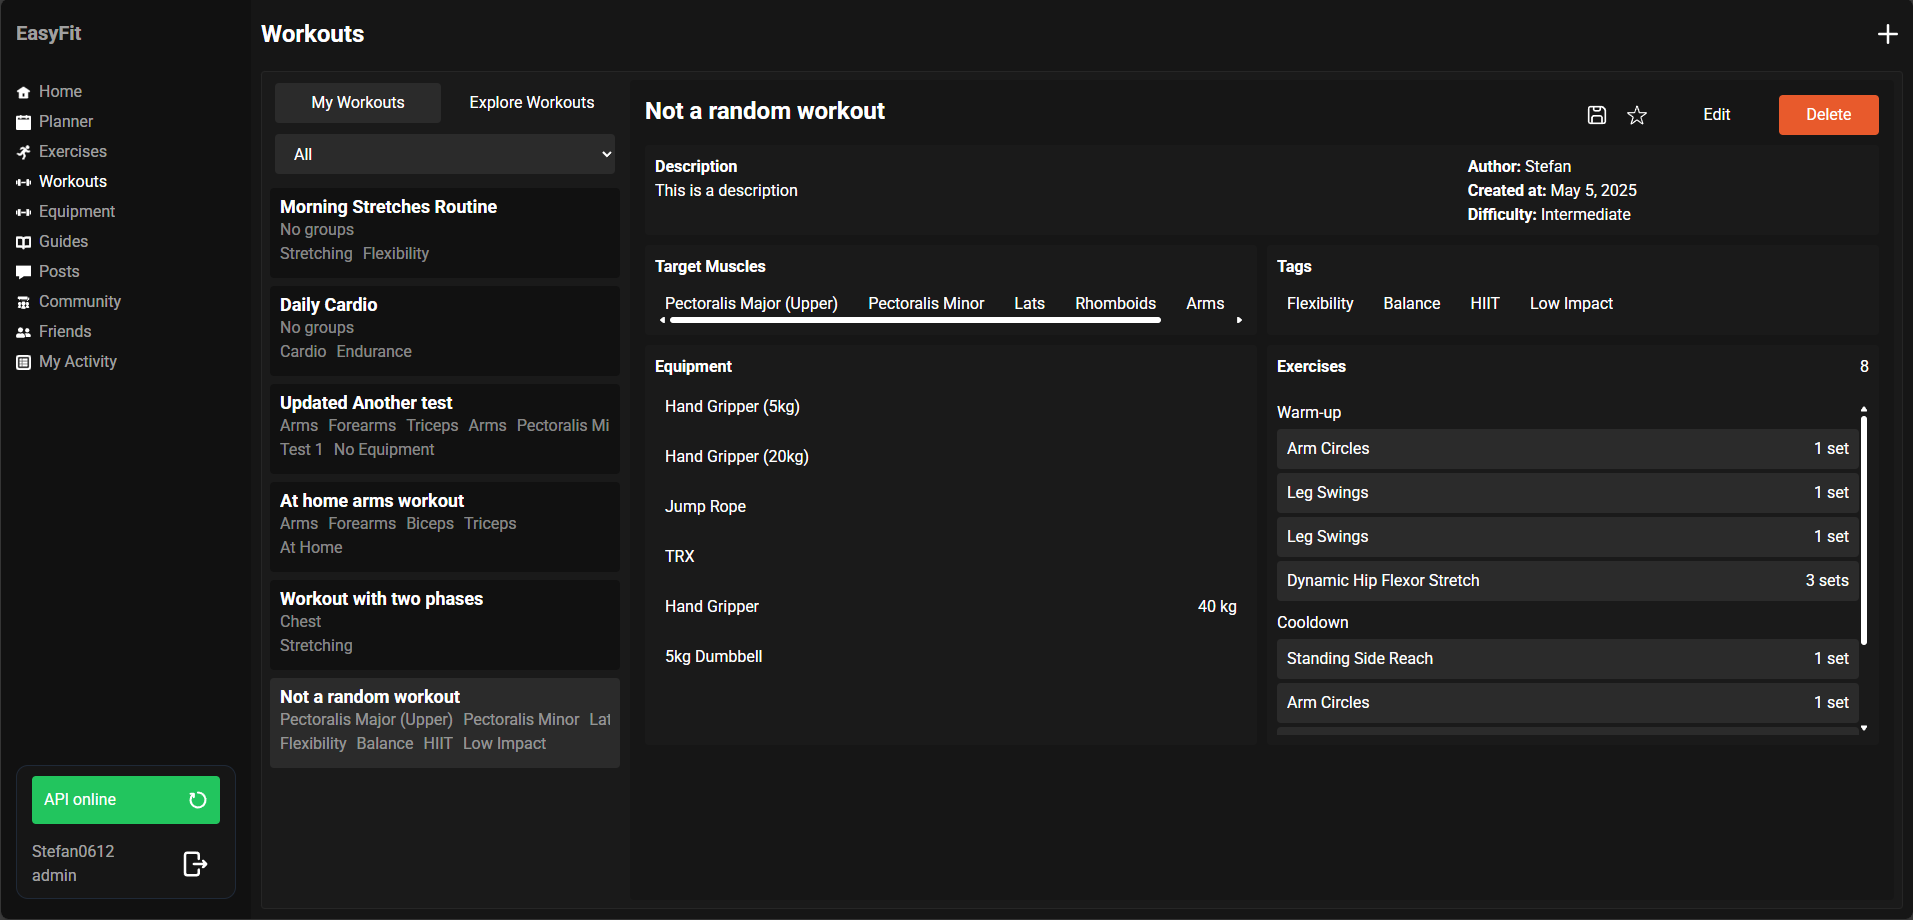 EasyFit
Home
Planner
Exercises
Workouts
Equipment
Guides
Posts
Community
Friends
My Activity
API online
Stefan0612
admin
Workouts
My Workouts
Explore Workouts
All
Morning Stretches Routine
No groups
Stretching Flexibility
Daily Cardio
No groups
Cardio Endurance
Updated Another test
Arms Forearms Triceps Arms Pectoralis Mi
Test 1 No Equipment
At home arms workout
Arms Forearms Biceps Triceps
At Home
Workout with two phases
Chest
Stretching
Not a random workout
Pectoralis Major (Upper) Pectoralis Minor Lat
Flexibility Balance HIIT Low Impact
Not a random workout
Edit
Delete
Description
This is a description
Author: Stefan
Created at: May 5, 2025
Difficulty: Intermediate
Target Muscles
Pectoralis Major (Upper) Pectoralis Minor Lats Rhomboids Arms
Tags
Flexibility Balance HIIT Low Impact
Equipment
Hand Gripper (5kg)
Hand Gripper (20kg)
Jump Rope
TRX
Hand Gripper 40 kg
5kg Dumbbell
Exercises 8
Warm-up
Arm Circles 1 set
Leg Swings 1 set
Leg Swings 1 set
Dynamic Hip Flexor Stretch 3 sets
Cooldown
Standing Side Reach 1 set
Arm Circles 1 set